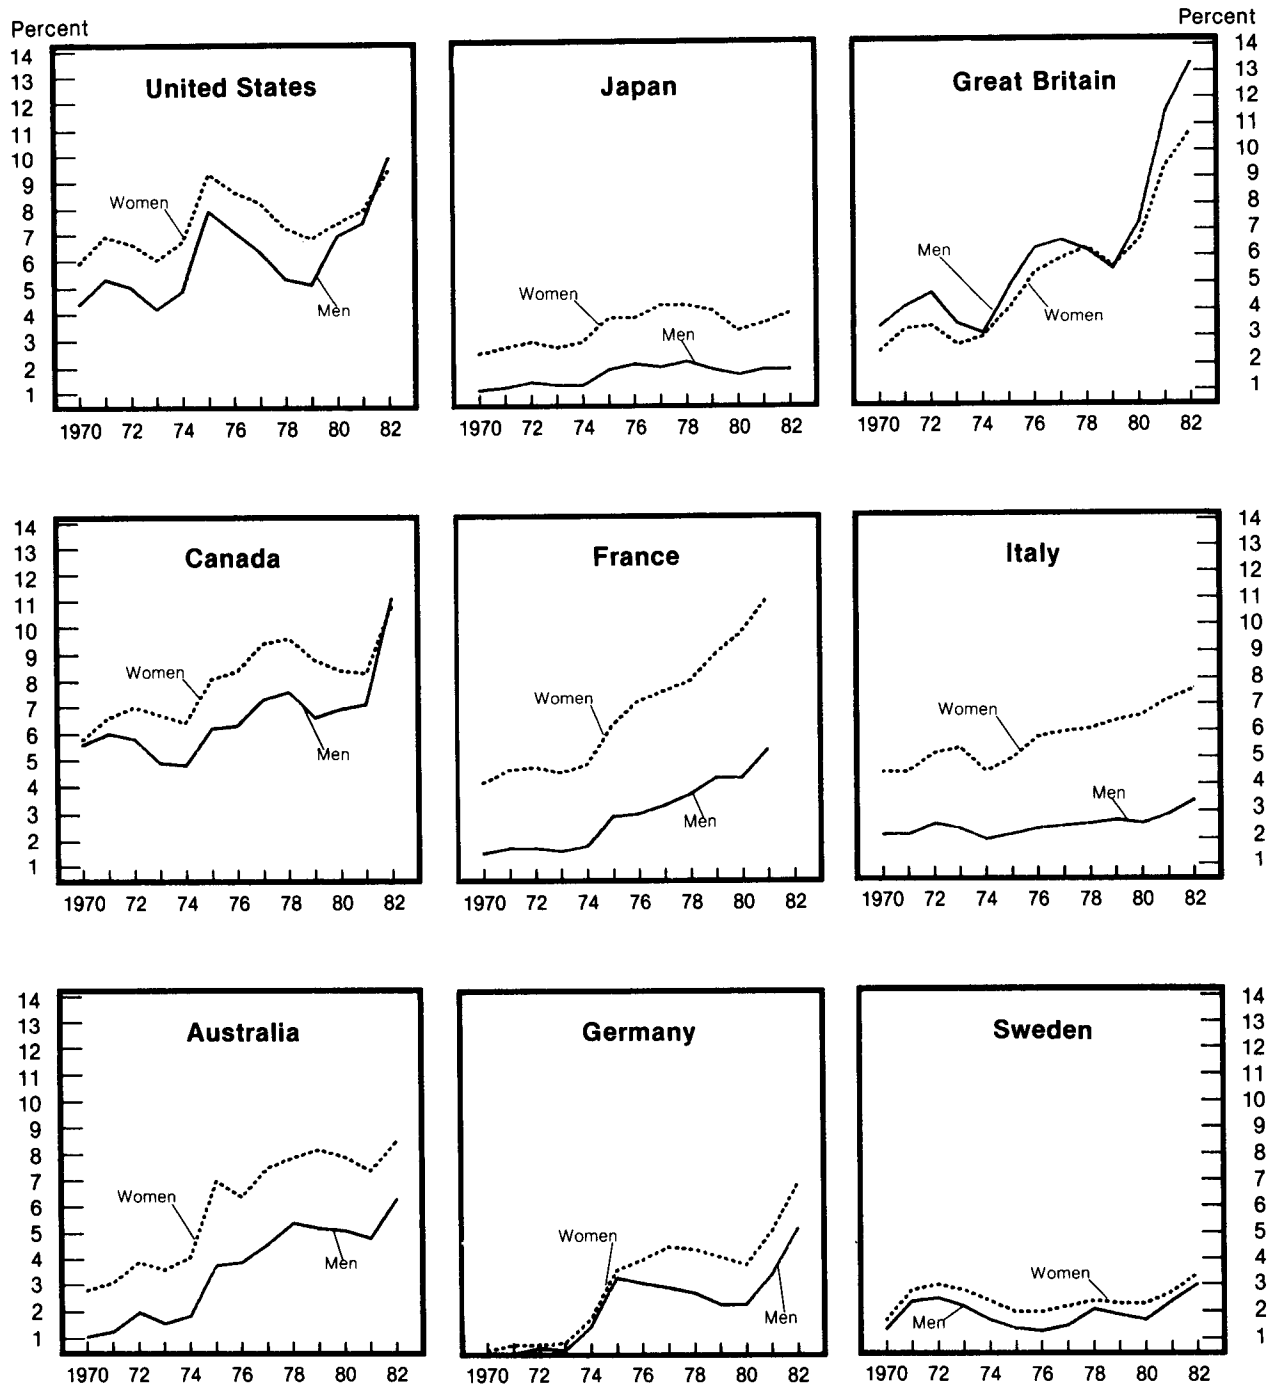 Percent
Percent
United States
Japan
Great Britain
14
13
12
11
10
9
8
7
6
5
4
3
2
1
Women
Men
Women
Men
Men
Women
14
13
12
11
10
9
8
7
6
5
4
3
2
1
1970 72 74 76 78 80 82
1970 72 74 76 78 80 82
1970 72 74 76 78 80 82
Canada
France
Italy
14
13
12
11
10
9
8
7
6
5
4
3
2
1
Women
Men
Women
Men
Women
Men
14
13
12
11
10
9
8
7
6
5
4
3
2
1
1970 72 74 76 78 80 82
1970 72 74 76 78 80 82
1970 72 74 76 78 80 82
Australia
Germany
Sweden
14
13
12
11
10
9
8
7
6
5
4
3
2
1
Women
Men
Women
Men
Women
Men
14
13
12
11
10
9
8
7
6
5
4
3
2
1
1970 72 74 76 78 80 82
1970 72 74 76 78 80 82
1970 72 74 76 78 80 82